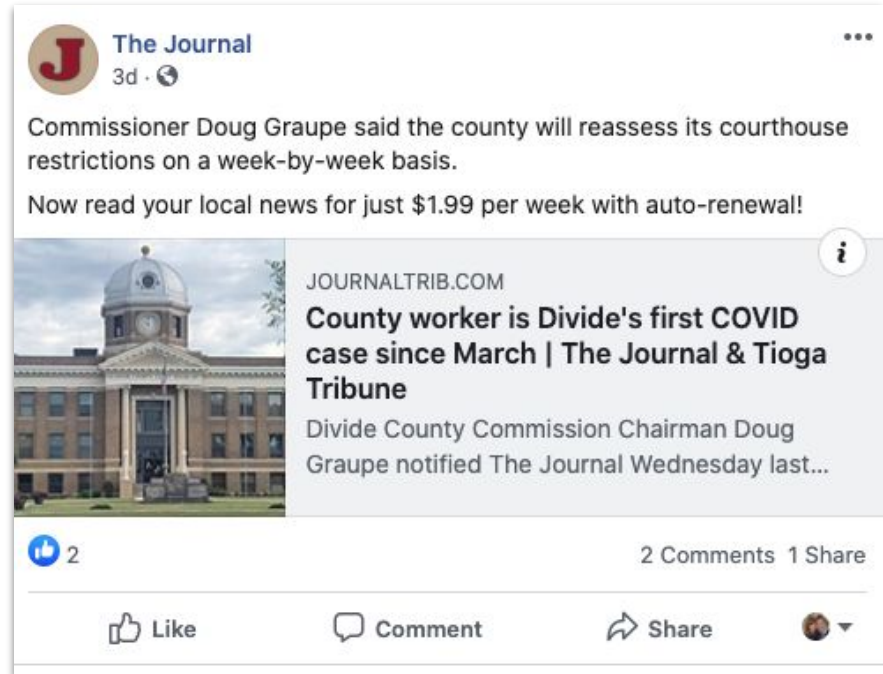 J
The Journal
3d ·
Commissioner Doug Graupe said the county will reassess its courthouse
restrictions on a week-by-week basis.
Now read your local news for just $1.99 per week with auto-renewal!
i
JOURNALTRIB.COM
County worker is Divide's first COVID
case since March | The Journal & Tioga
Tribune
Divide County Commission Chairman Doug
Graupe notified The Journal Wednesday last...
2
2 Comments 1 Share
Like
Comment
Share